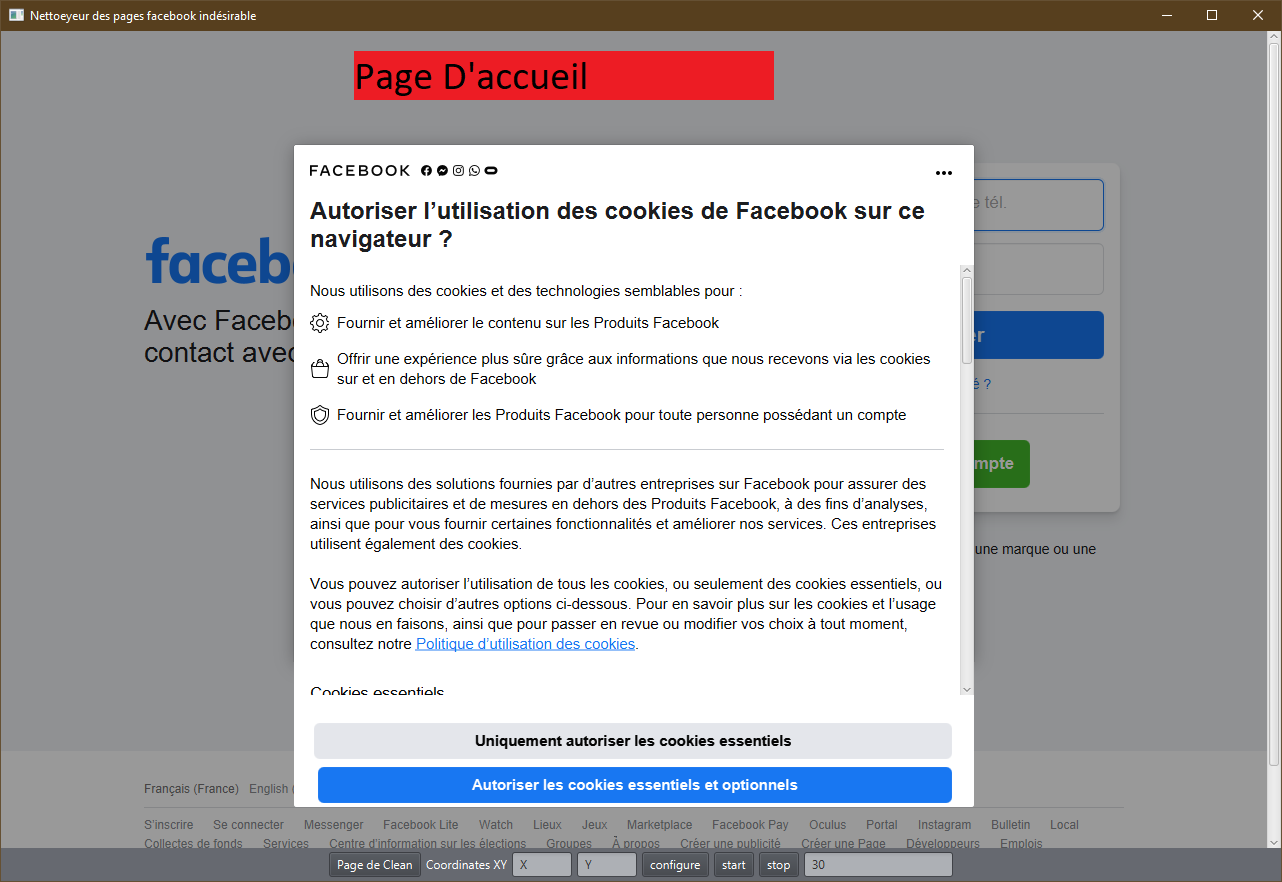 Nettoeyeur des pages facebook indésirable
Page D'accueil
FACEBOOK
Autoriser l’utilisation des cookies de Facebook sur ce
navigateur ?
Nous utilisons des cookies et des technologies semblables pour :
Fournir et améliorer le contenu sur les Produits Facebook
Offrir une expérience plus sûre grâce aux informations que nous recevons via les cookies
sur et en dehors de Facebook
Fournir et améliorer les Produits Facebook pour toute personne possédant un compte
Nous utilisons des solutions fournies par d’autres entreprises sur Facebook pour assurer des
services publicitaires et de mesures en dehors des Produits Facebook, à des fins d’analyses,
ainsi que pour vous fournir certaines fonctionnalités et améliorer nos services. Ces entreprises
utilisent également des cookies.
Vous pouvez autoriser l’utilisation de tous les cookies, ou seulement des cookies essentiels, ou
vous pouvez choisir d’autres options ci-dessous. Pour en savoir plus sur les cookies et l’usage
que nous en faisons, ainsi que pour passer en revue ou modifier vos choix à tout moment,
consultez notre Politique d’utilisation des cookies.
Cookies essentiels
Uniquement autoriser les cookies essentiels
Autoriser les cookies essentiels et optionnels
faceb
Avec Faceb
contact avec
e tél.
er
é ?
mpte
une marque ou une
Français (France) English (
S’inscrire Se connecter Messenger Facebook Lite Watch Lieux Jeux Marketplace Facebook Pay Oculus Portal Instagram Bulletin Local
Collectes de fonds Services Centre d’information sur les élections Groupes À propos Créer une publicité Créer une Page Développeurs Emplois
Page de Clean Coordinates XY X Y configure start stop 30